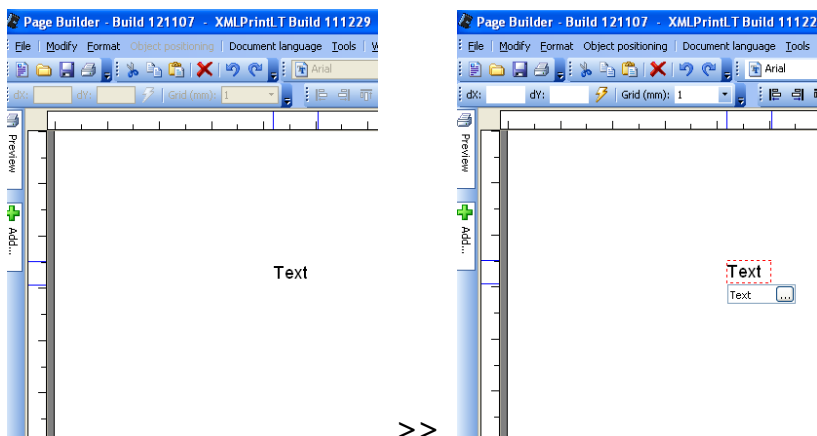 Page Builder - Build 121107 - XMLPrintLT Build 111229
File Modify Format Object positioning Document language Tools
Arial
dX: dY: Grid (mm): 1
Preview
Add...
Text
>>
Page Builder - Build 121107 - XMLPrintLT Build 11122
File Modify Format Object positioning Document language Tools
Arial
dX: dY: Grid (mm): 1
Preview
Add...
Text
Text ...